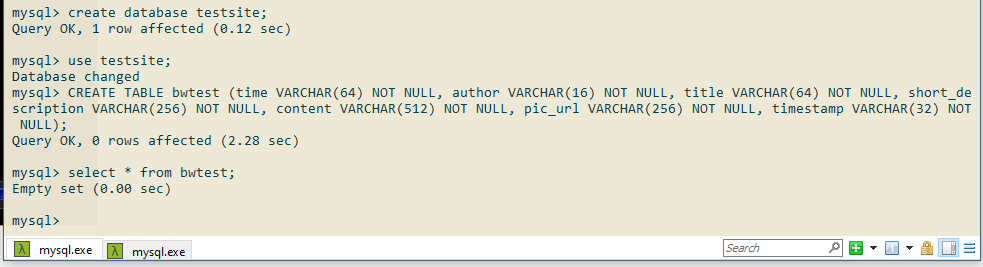 mysql> create database testsite;
Query OK, 1 row affected (0.12 sec)
mysql> use testsite;
Database changed
mysql> CREATE TABLE bwtest (time VARCHAR(64) NOT NULL, author VARCHAR(16) NOT NULL, title VARCHAR(64) NOT NULL, short_de
scription VARCHAR(256) NOT NULL, content VARCHAR(512) NOT NULL, pic_url VARCHAR(256) NOT NULL, timestamp VARCHAR(32) NOT
NULL);
Query OK, 0 rows affected (2.28 sec)
mysql> select * from bwtest;
Empty set (0.00 sec)
mysql>
λ mysql.exe λ mysql.exe Search